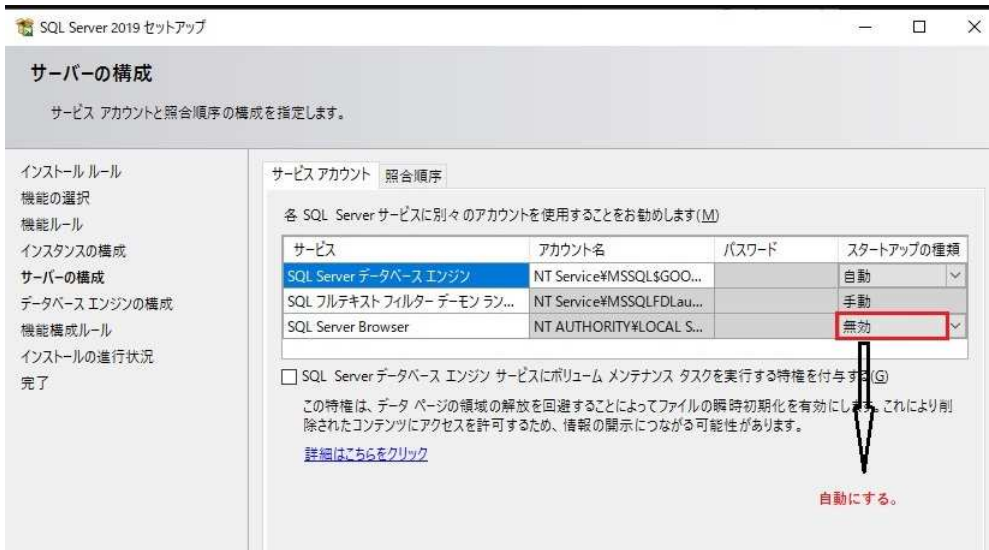 SQL Server 2019 セットアップ
サーバーの構成
サービス アカウントと照合順序の構成を指定します。
インストール ルール
機能の選択
機能ルール
インスタンスの構成
サーバーの構成
データベース エンジンの構成
機能構成ルール
インストールの進行状況
完了
サービス アカウント 照合順序
各 SQL Server サービスに別々のアカウントを使用することをお勧めします(M)
サービス アカウント名 パスワード スタートアップの種類
SQL Server データベース エンジン NT Service¥MSSQL$GOO... 自動
SQL フルテキスト フィルター デーモン ラン... NT Service¥MSSQLFDLau... 手動
SQL Server Browser NT AUTHORITY¥LOCAL S... 無効
SQL Server データベース エンジン サービスにボリューム メンテナンス タスクを実行する特権を付与する(G)
この特権は、データ ページの領域の解放を回避することによってファイルの瞬時初期化を有効にします。これにより削
除されたコンテンツにアクセスを許可するため、情報の開示につながる可能性があります。
詳細はこちらをクリック
自動にする。